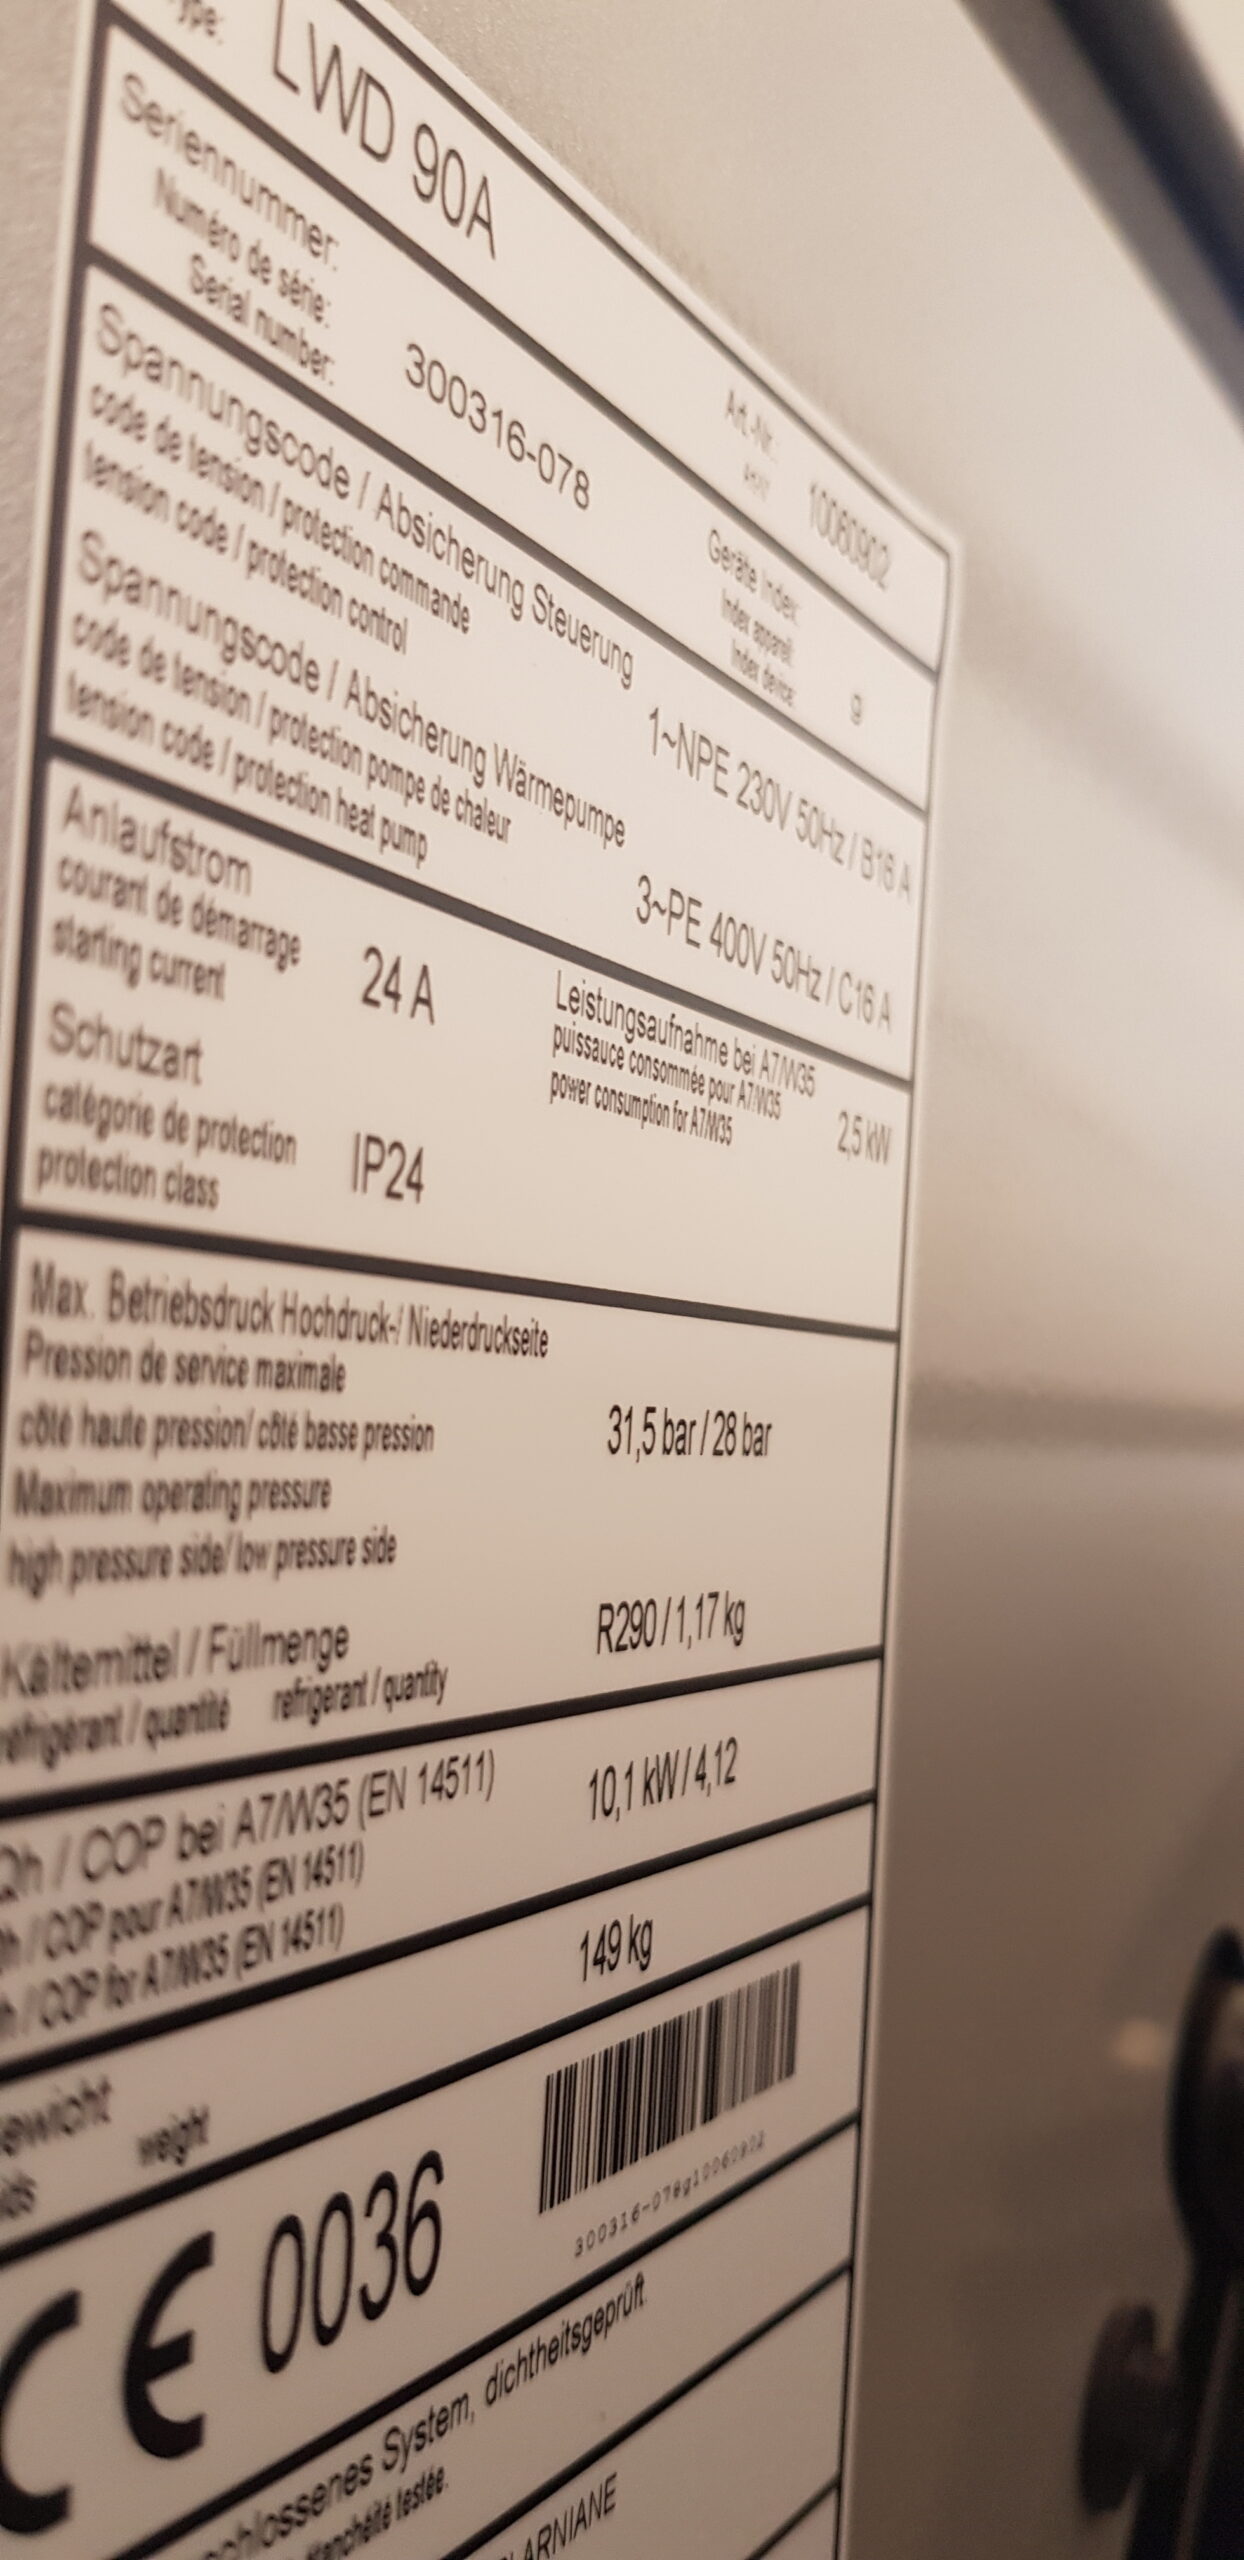 LWD 90A
Art.-Nr.: 10060902
Seriennummer:
Numéro de série:
Serial number:
300316-078
Geräte Index:
Index appareil:
Index device:
g
Spannungscode / Absicherung Steuerung
code de tension / protection commande
tension code / protection control
1~NPE 230V 50Hz / B16 A
Spannungscode / Absicherung Wärmepumpe
code de tension / protection pompe de chaleur
tension code / protection heat pump
3~PE 400V 50Hz / C16 A
Anlaufstrom
courant de démarrage
starting current
24 A
Leistungsaufnahme bei A7/W35
puissauce consommée pour A7/W35
power consumption for A7/W35
2,5 kW
Schutzart
catégorie de protection
protection class
IP24
Max. Betriebsdruck Hochdruck-/ Niederdruckseite
Pression de service maximale
côté haute pression/ côté basse pression
Maximum operating pressure
high pressure side/ low pressure side
31,5 bar / 28 bar
Kältemittel / Füllmenge
refrigerant / quantity
R290 / 1,17 kg
Qh / COP bei A7/W35 (EN 14511)
/ COP pour A7/W35 (EN 14511)
/ COP for A7/W35 (EN 14511)
10,1 kW / 4,12
weight
149 kg
CE 0036
300316-078g10060902
System, dichtheitsgeprüft.
testée.